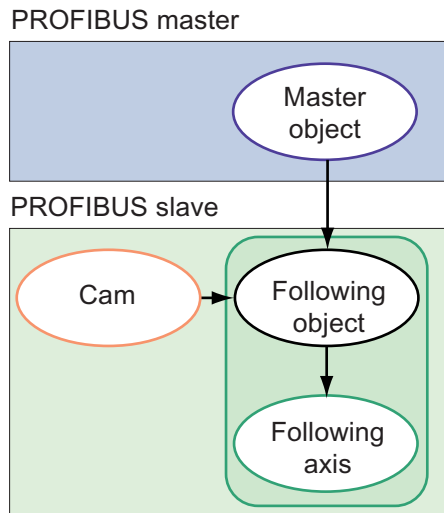 PROFIBUS master
Master
object
PROFIBUS slave
Cam
Following
object
Following
axis